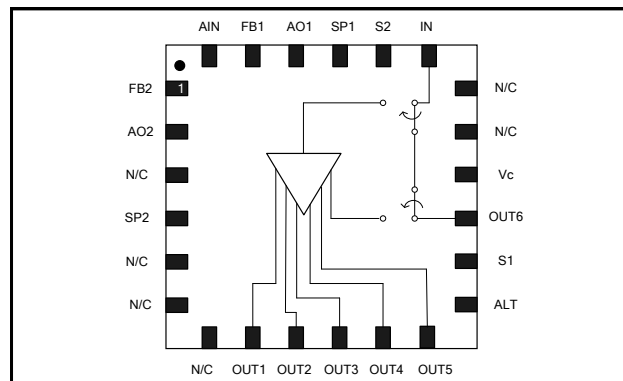 AIN FB1 AO1 SP1 S2 IN
FB2 1 N/C
AO2 N/C
N/C Vc
SP2 OUT6
N/C S1
N/C ALT
N/C OUT1 OUT2 OUT3 OUT4 OUT5